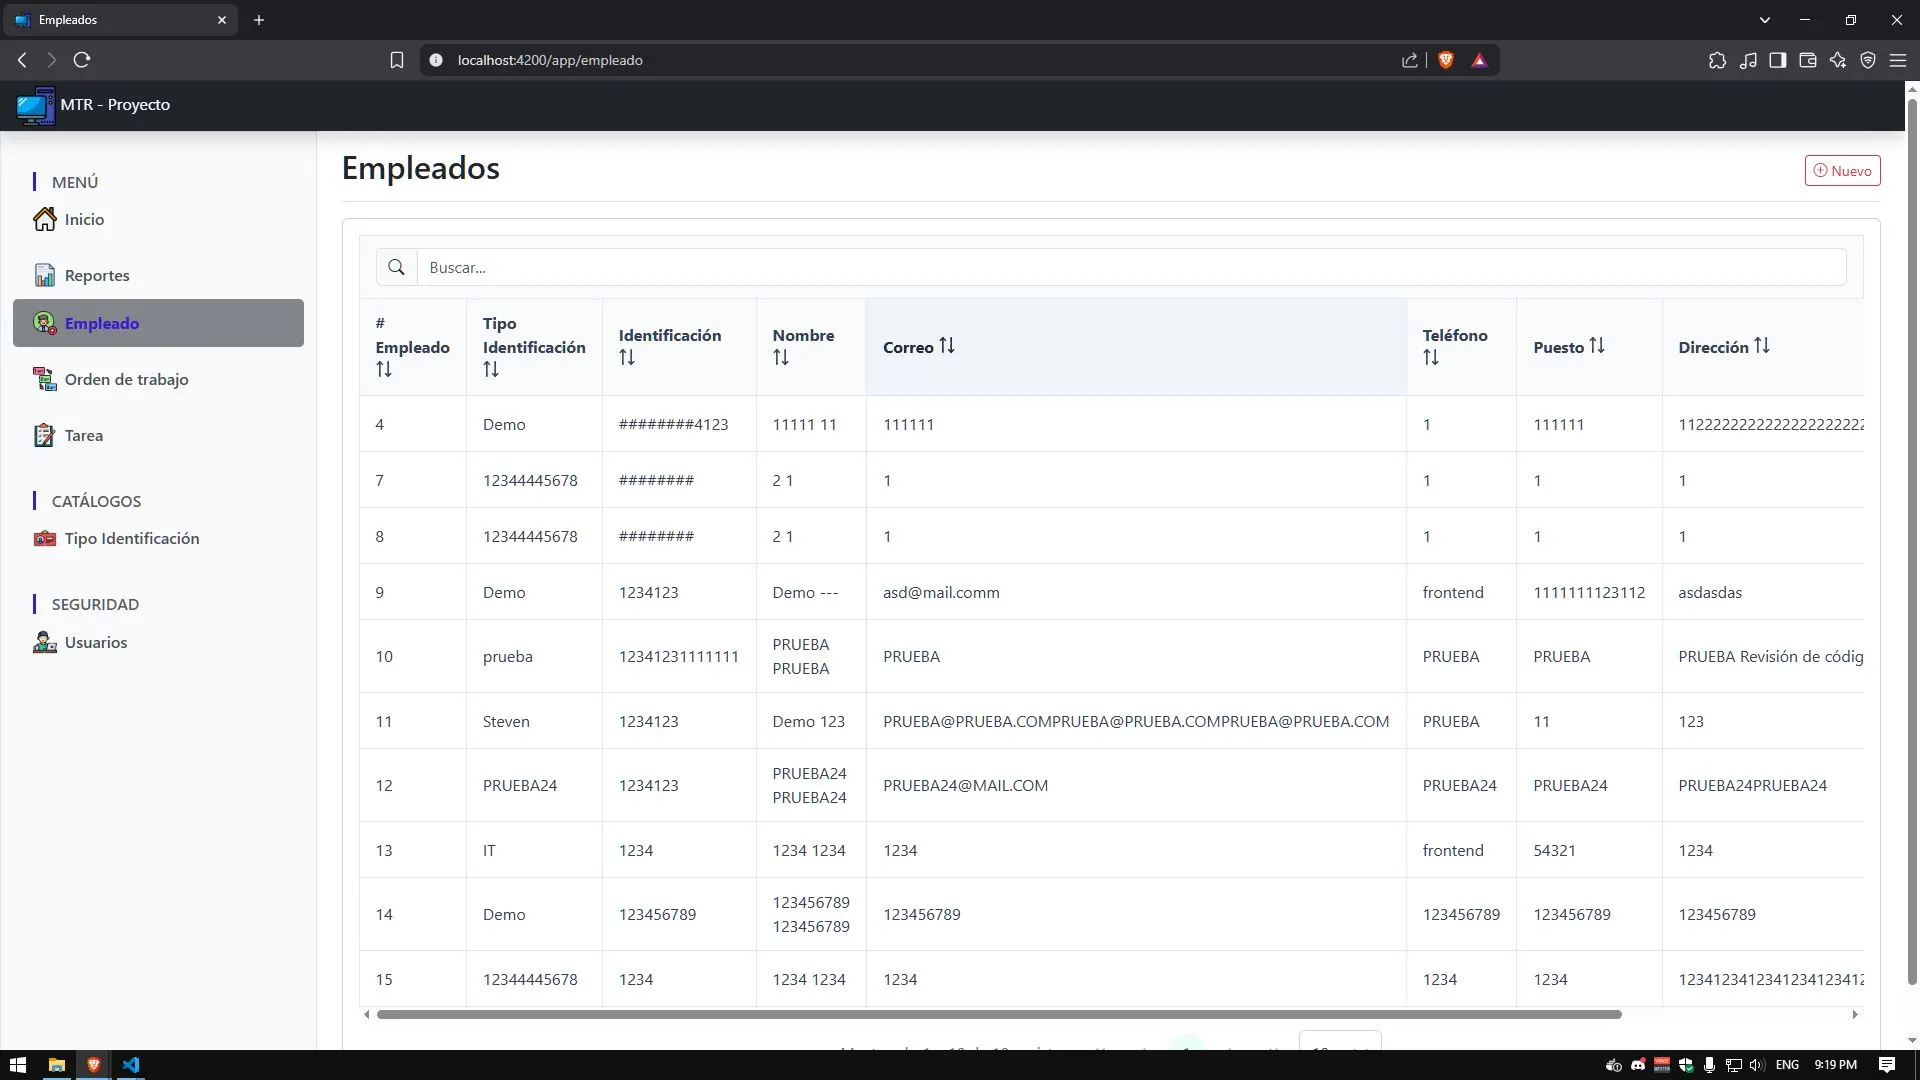 Empleados
localhost:4200/app/empleado
MTR - Proyecto
MENÚ
Inicio
Reportes
Empleado
Orden de trabajo
Tarea
CATÁLOGOS
Tipo Identificación
SEGURIDAD
Usuarios
Empleados
Nuevo
Buscar...
# Empleado Tipo Identificación Identificación Nombre Correo Teléfono Puesto Dirección
4 Demo ########4123 11111 11 111111 1 111111
7 12344445678 ######## 2 1 1 1 1 1
8 12344445678 ######## 2 1 1 1 1 1
9 Demo 1234123 Demo --- asd@mail.comm frontend 1111111123112 asdasdas
10 prueba 12341231111111 PRUEBA PRUEBA PRUEBA PRUEBA PRUEBA PRUEBA Revisión de códig
11 Steven 1234123 Demo 123 PRUEBA@PRUEBA.COMPRUEBA@PRUEBA.COMPRUEBA@PRUEBA.COM PRUEBA 11 123
12 PRUEBA24 1234123 PRUEBA24 PRUEBA24 PRUEBA24@MAIL.COM PRUEBA24 PRUEBA24 PRUEBA24PRUEBA24
13 IT 1234 1234 1234 1234 frontend 54321 1234
14 Demo 123456789 123456789 123456789 123456789 123456789 123456789 123456789
15 12344445678 1234 1234 1234 1234 1234 1234
ENG
9:19 PM